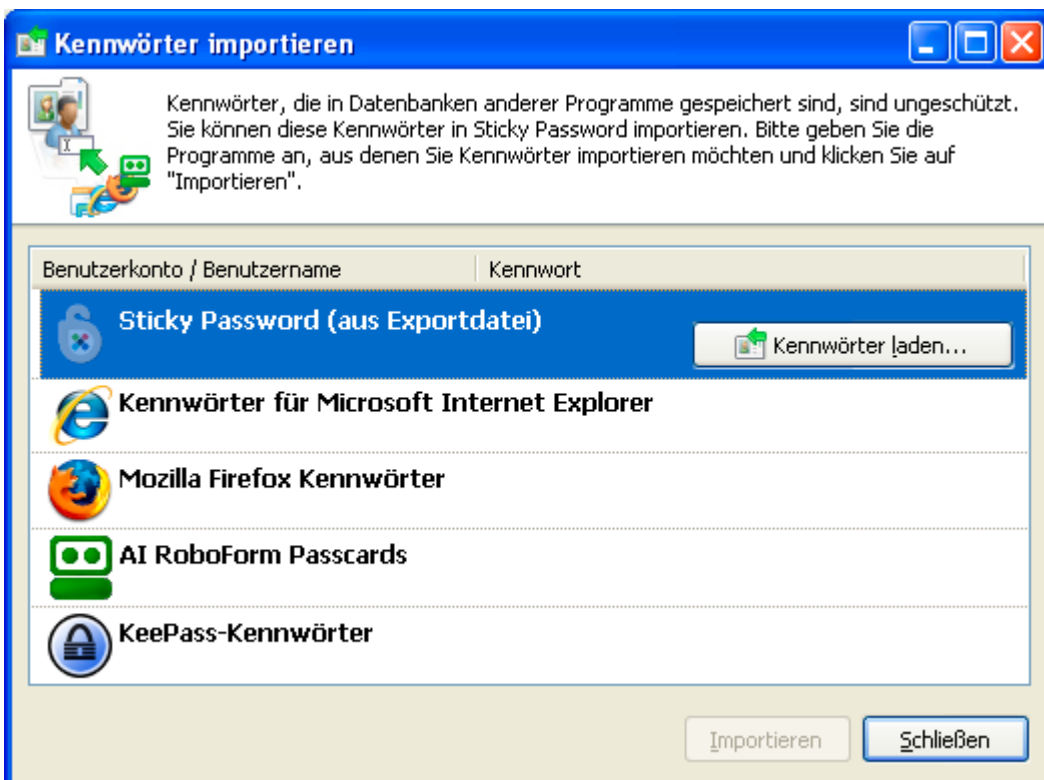 Kennwörter importieren
Kennwörter, die in Datenbanken anderer Programme gespeichert sind, sind ungeschützt.
Sie können diese Kennwörter in Sticky Password importieren. Bitte geben Sie die
Programme an, aus denen Sie Kennwörter importieren möchten und klicken Sie auf
"Importieren".
Benutzerkonto / Benutzername Kennwort
Sticky Password (aus Exportdatei)
Kennwörter laden...
Kennwörter für Microsoft Internet Explorer
Mozilla Firefox Kennwörter
AI RoboForm Passcards
KeePass-Kennwörter
Importieren Schließen